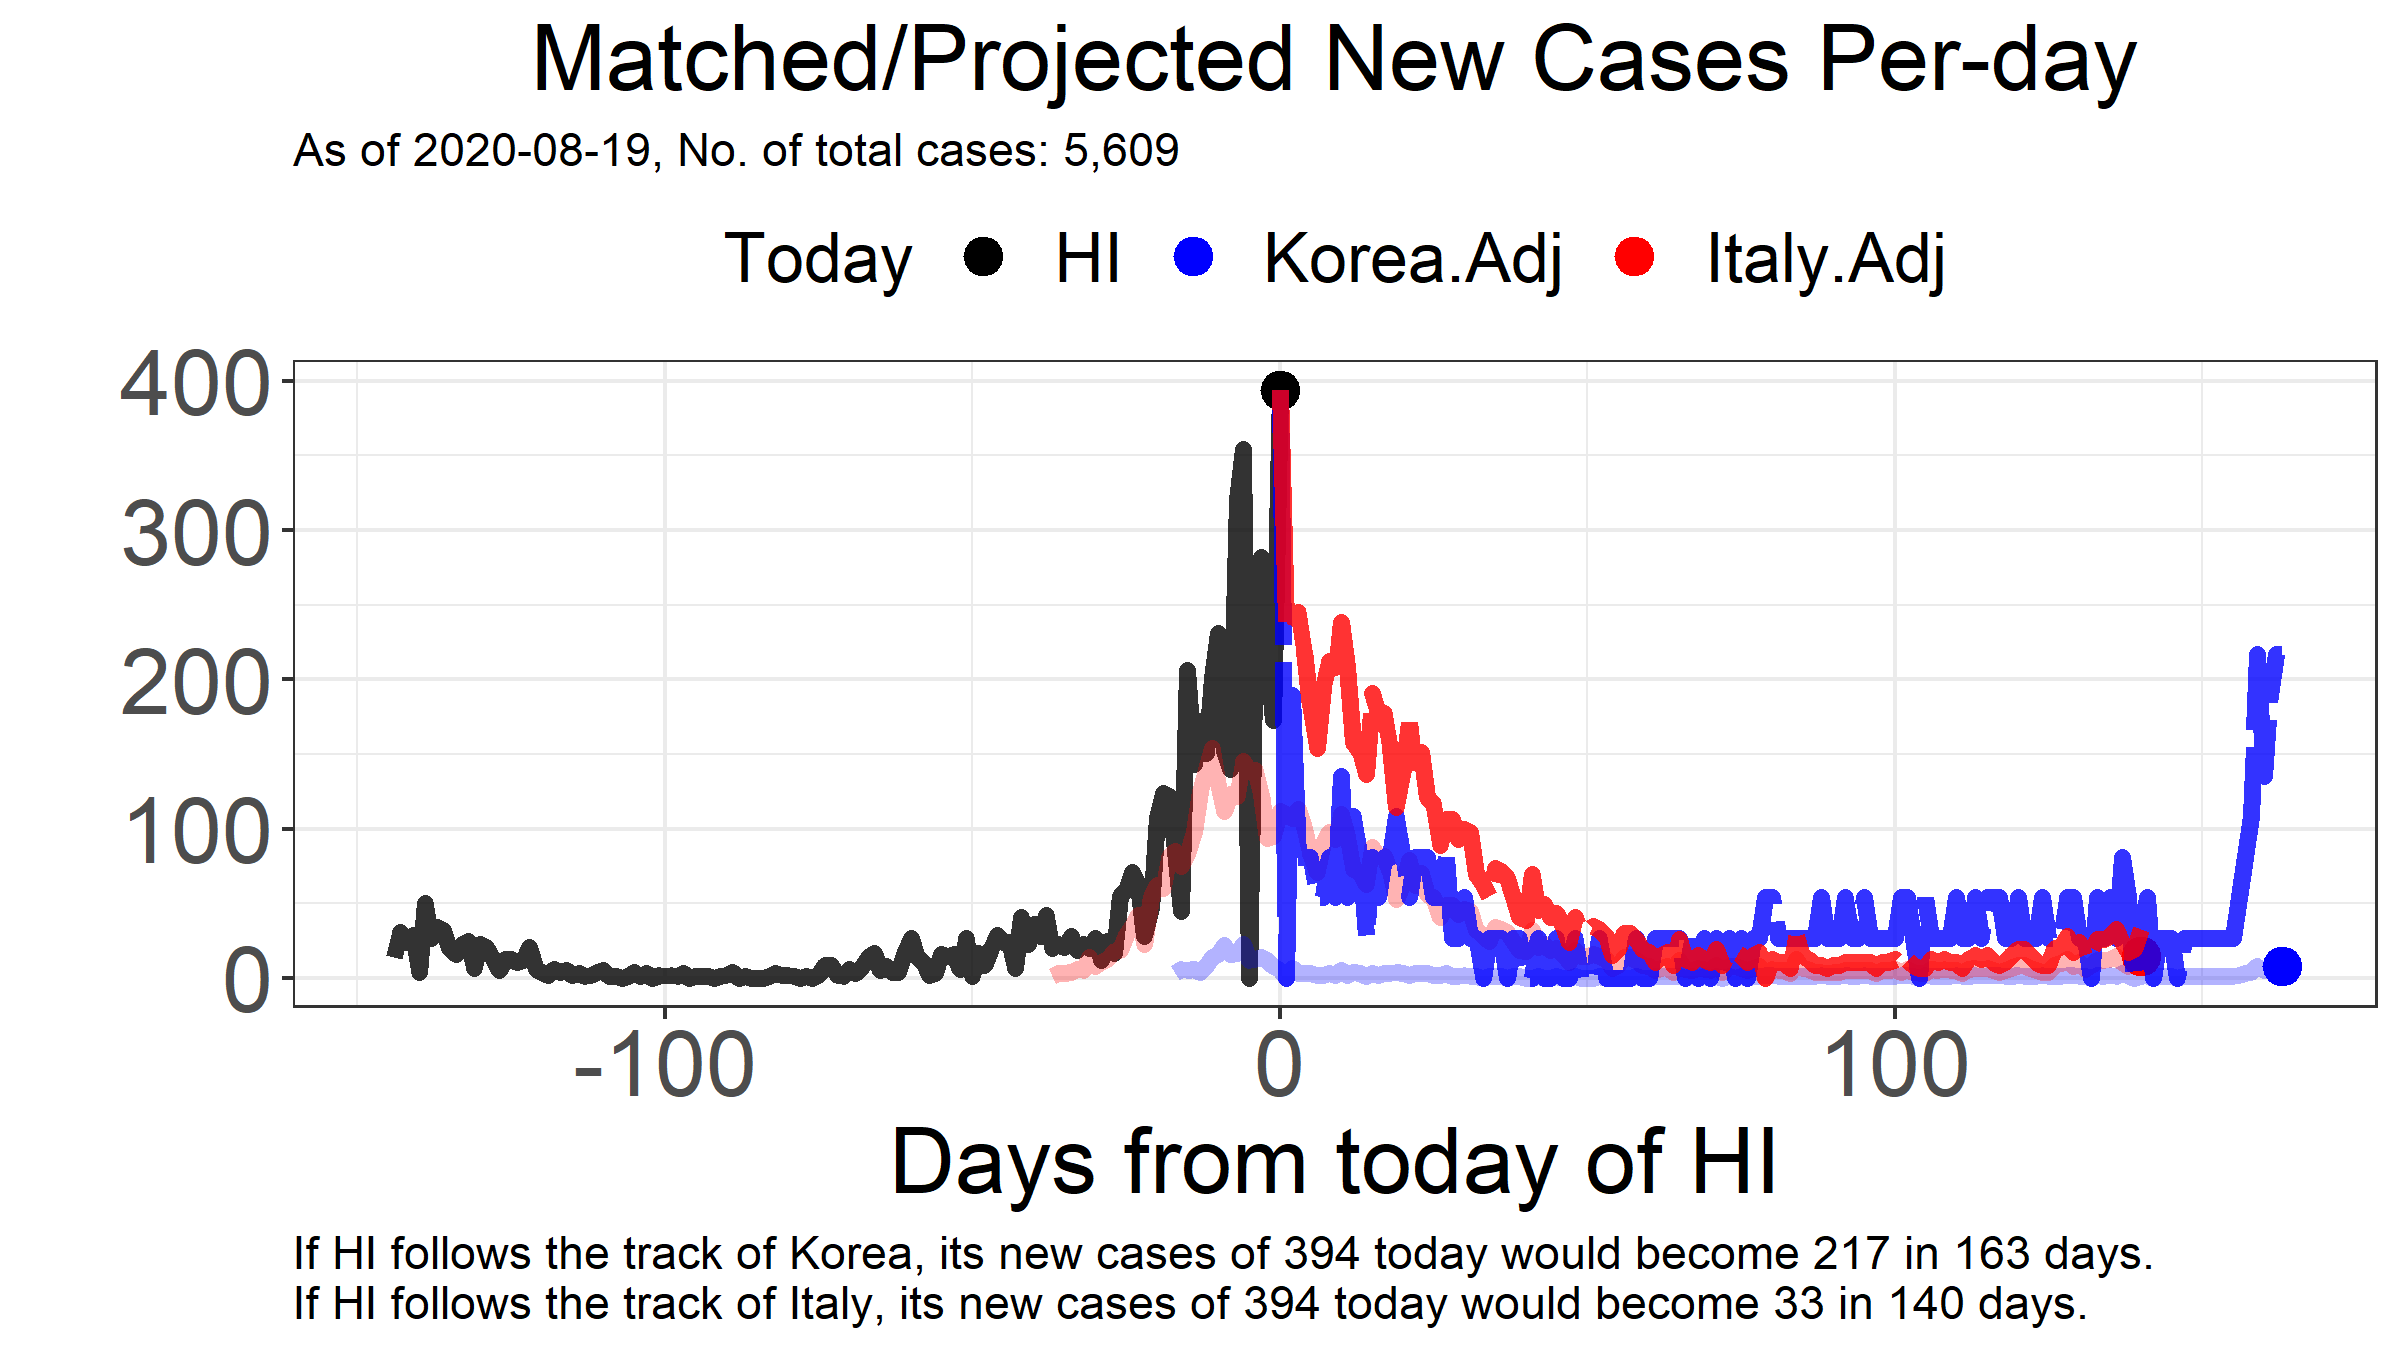 Matched/Projected New Cases Per-day
As of 2020-08-19, No. of total cases: 5,609
Today HI Korea.Adj Italy.Adj
400
300
200
100
0
-100 0 100
Days from today of HI
If HI follows the track of Korea, its new cases of 394 today would become 217 in 163 days.
If HI follows the track of Italy, its new cases of 394 today would become 33 in 140 days.